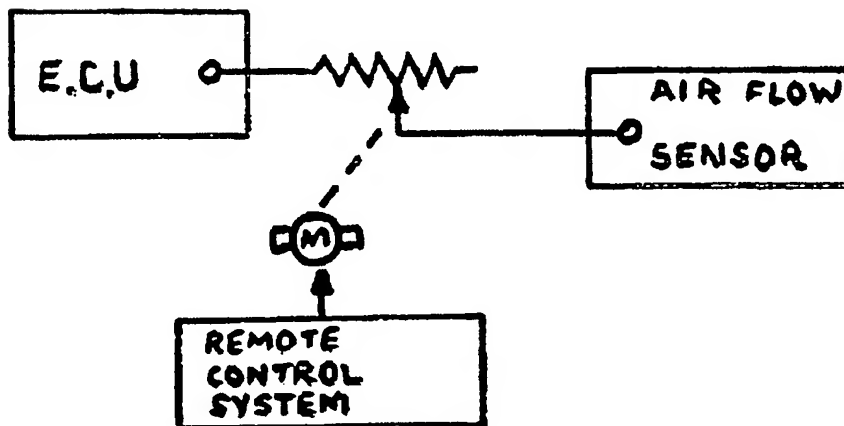 E.C.U
AIR FLOW
SENSOR
M
REMOTE
CONTROL
SYSTEM